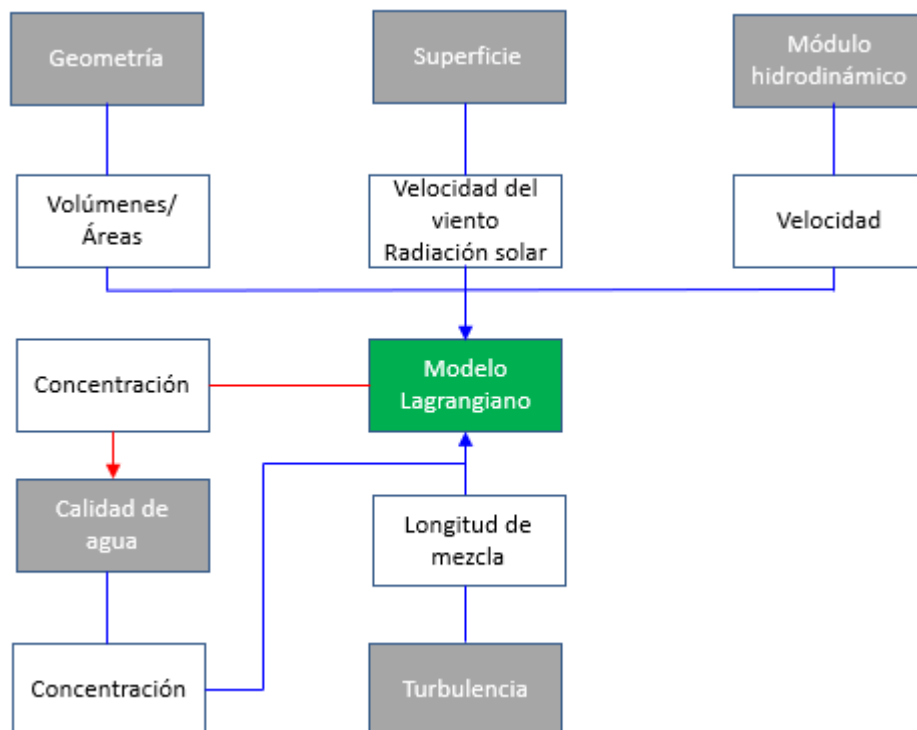 Geometría
Superficie
Módulo
hidrodinámico
Volúmenes/
Áreas
Velocidad del
viento
Radiación solar
Velocidad
Concentración
Modelo
Lagrangiano
Calidad de
agua
Longitud de
mezcla
Concentración
Turbulencia